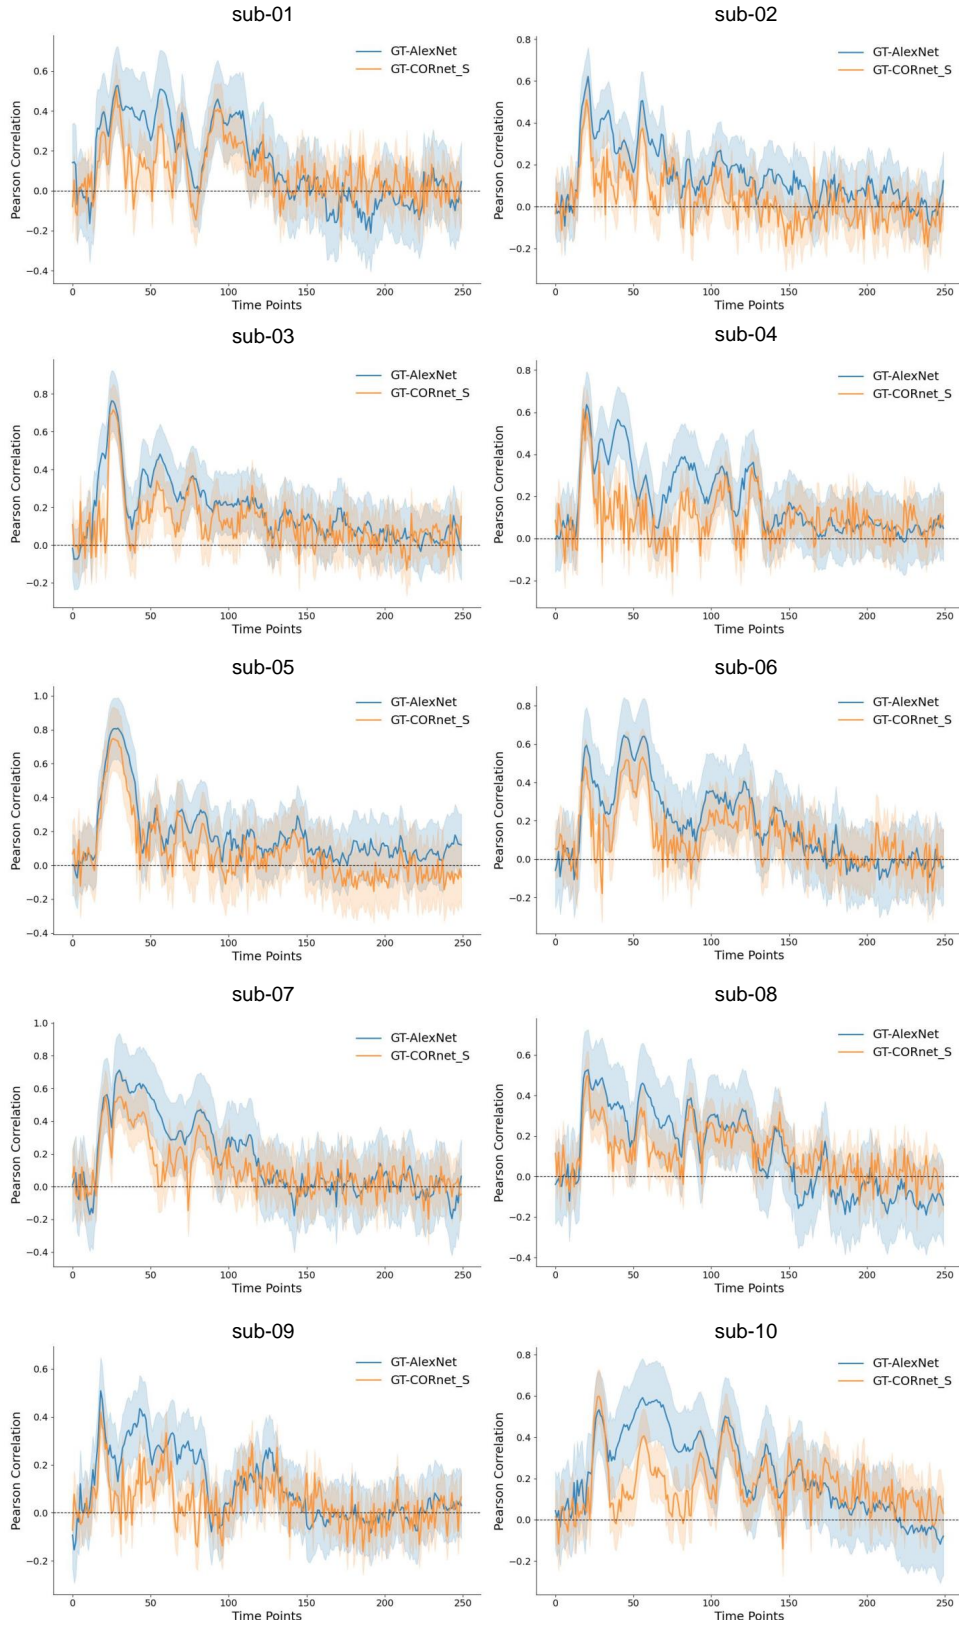 sub-01
GT-AlexNet
GT-CORnet_S
Pearson Correlation
0.6
0.4
0.2
0.0
−0.2
−0.4
0 50 100 150 200 250
Time Points
sub-02
GT-AlexNet
GT-CORnet_S
Pearson Correlation
0.8
0.6
0.4
0.2
0.0
−0.2
0 50 100 150 200 250
Time Points
sub-03
GT-AlexNet
GT-CORnet_S
Pearson Correlation
0.8
0.6
0.4
0.2
0.0
−0.2
0 50 100 150 200 250
Time Points
sub-04
GT-AlexNet
GT-CORnet_S
Pearson Correlation
0.8
0.6
0.4
0.2
0.0
−0.2
0 50 100 150 200 250
Time Points
sub-05
GT-AlexNet
GT-CORnet_S
Pearson Correlation
1.0
0.8
0.6
0.4
0.2
0.0
−0.2
−0.4
0 50 100 150 200 250
Time Points
sub-06
GT-AlexNet
GT-CORnet_S
Pearson Correlation
0.8
0.6
0.4
0.2
0.0
−0.2
0 50 100 150 200 250
Time Points
sub-07
GT-AlexNet
GT-CORnet_S
Pearson Correlation
1.0
0.8
0.6
0.4
0.2
0.0
−0.2
−0.4
0 50 100 150 200 250
Time Points
sub-08
GT-AlexNet
GT-CORnet_S
Pearson Correlation
0.6
0.4
0.2
0.0
−0.2
−0.4
0 50 100 150 200 250
Time Points
sub-09
GT-AlexNet
GT-CORnet_S
Pearson Correlation
0.6
0.4
0.2
0.0
−0.2
0 50 100 150 200 250
Time Points
sub-10
GT-AlexNet
GT-CORnet_S
Pearson Correlation
0.8
0.6
0.4
0.2
0.0
−0.2
0 50 100 150 200 250
Time Points